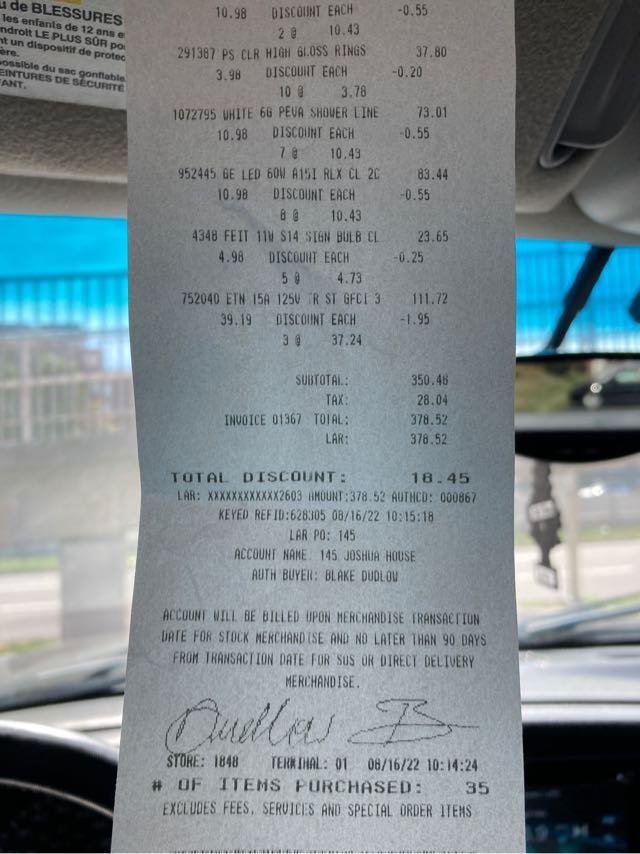 u de BLESSURES
les enfants de 12 ans e
ndroit LE PLUS SÛR po
nt un dispositif de protec
ère.
ossible du sac gonflable
EINTURES DE SÉCURITÉ
FANT.
10.98 DISCOUNT EACH -0.55
2 @ 10.43
291387 PS CLR HIGH GLOSS RINGS 37.80
3.98 DISCOUNT EACH -0.20
10 @ 3.78
1072795 WHITE 6G PEVA SHOWER LINE 73.01
10.98 DISCOUNT EACH -0.55
7 @ 10.43
952445 GE LED 60W A15I RLX CL 2C 83.44
10.98 DISCOUNT EACH -0.55
8 @ 10.43
4348 FEIT 11W S14 SIGN BULB CL 23.65
4.98 DISCOUNT EACH -0.25
5 @ 4.73
752040 ETN 15A 125V TR ST GFCI 3 111.72
39.19 DISCOUNT EACH -1.95
3 @ 37.24
SUBTOTAL: 350.48
TAX: 28.04
INVOICE 01367 TOTAL: 378.52
LAR: 378.52
TOTAL DISCOUNT: 18.45
LAR: XXXXXXXXXXXX2603 AMOUNT:378.52 AUTHCD: 000867
KEYED REFID:628305 08/16/22 10:15:18
LAR PO: 145
ACCOUNT NAME: 145 JOSHUA HOUSE
AUTH BUYER: BLAKE DUDLOW
ACCOUNT WILL BE BILLED UPON MERCHANDISE TRANSACTION
DATE FOR STOCK MERCHANDISE AND NO LATER THAN 90 DAYS
FROM TRANSACTION DATE FOR SOS OR DIRECT DELIVERY
MERCHANDISE.
STORE: 1848 TERMINAL: 01 08/16/22 10:14:24
# OF ITEMS PURCHASED: 35
EXCLUDES FEES, SERVICES AND SPECIAL ORDER ITEMS